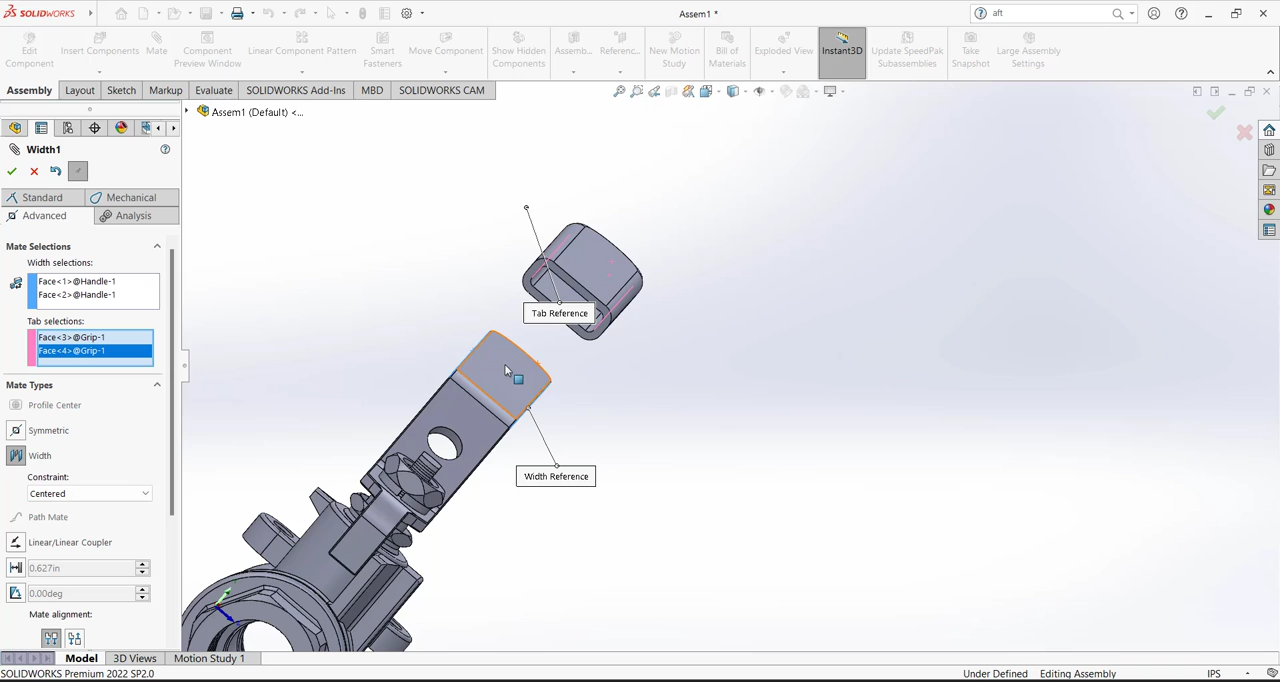 SOLIDWORKS
Assem1 *
aft
Edit Component
Insert Components
Mate
Component Preview Window
Linear Component Pattern
Smart Fasteners
Move Component
Show Hidden Components
Assemb...
Referenc...
New Motion Study
Bill of Materials
Exploded View
Instant3D
Update SpeedPak Subassemblies
Take Snapshot
Large Assembly Settings
Assembly
Layout
Sketch
Markup
Evaluate
SOLIDWORKS Add-Ins
MBD
SOLIDWORKS CAM
Assem1 (Default) <...
Width1
Standard
Mechanical
Advanced
Analysis
Mate Selections
Width selections:
Face<1>@Handle-1
Face<2>@Handle-1
Tab selections:
Face<3>@Grip-1
Face<4>@Grip-1
Mate Types
Profile Center
Symmetric
Width
Constraint:
Centered
Path Mate
Linear/Linear Coupler
0.627in
0.00deg
Mate alignment:
Tab Reference
Width Reference
Model
3D Views
Motion Study 1
SOLIDWORKS Premium 2022 SP2.0
Under Defined
Editing Assembly
IPS